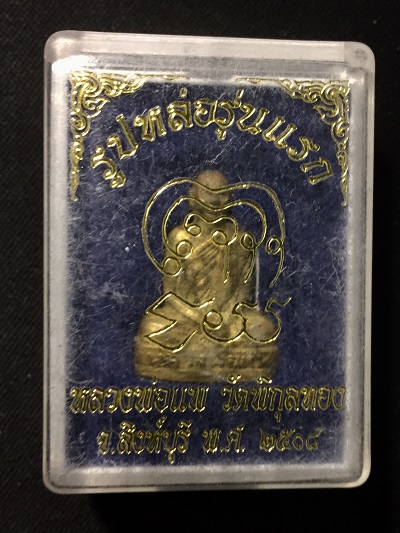 รูปหล่อรุ่นแรก
หลวงพ่อแพ วัดพิกุลทอง
จ.สิงห์บุรี พ.ศ. ๒๕๐๔